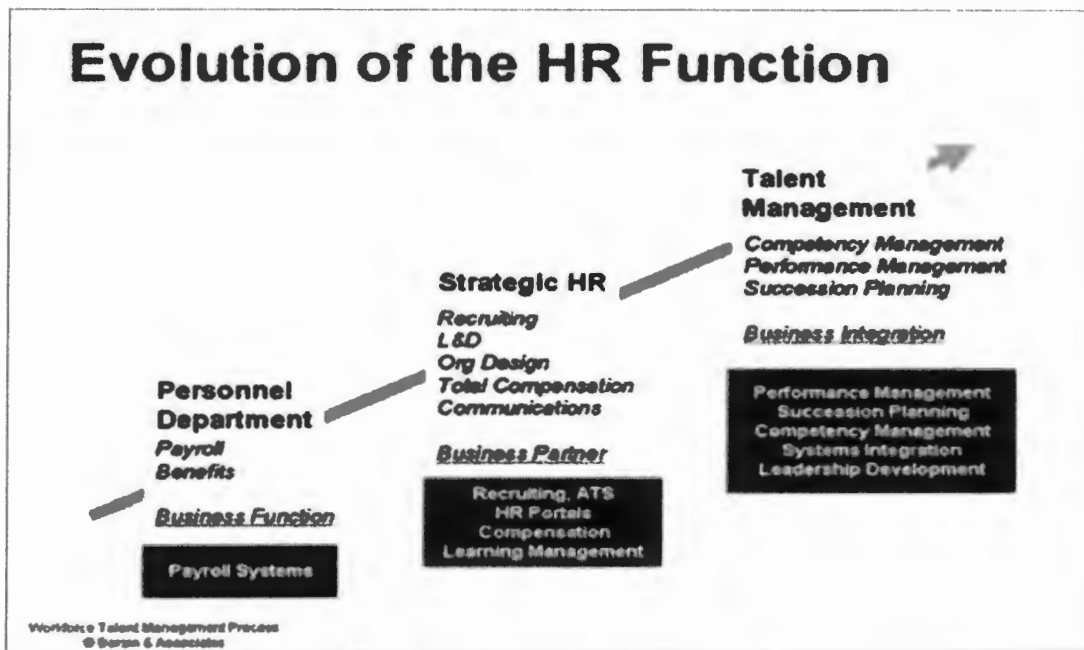 Evolution of the HR Function
Personnel
Department
Payroll
Benefits
Business Function
Payroll Systems
Strategic HR
Recruiting
L&D
Org Design
Total Compensation
Communications
Business Partner
Recruiting, ATS
HR Portals
Compensation
Learning Management
Talent
Management
Competency Management
Performance Management
Succession Planning
Business Integration
Performance Management
Succession Planning
Competency Management
Systems Integration
Leadership Development
Workforce Talent Management Process
© Bersin & Associates